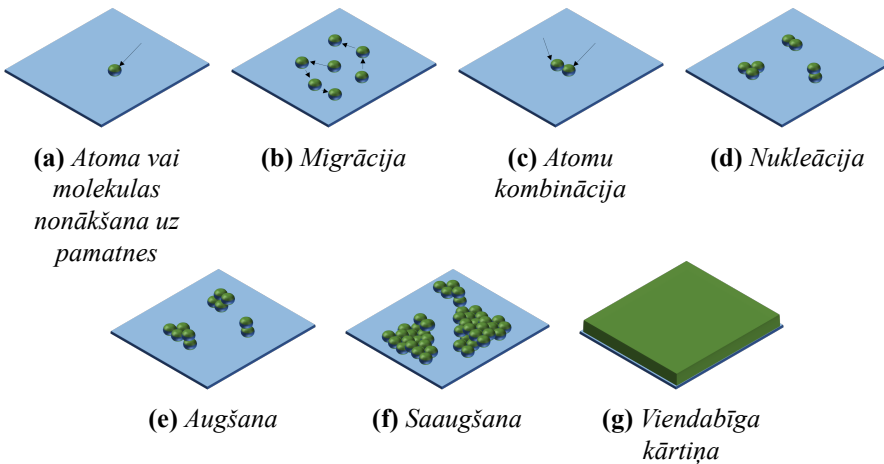 (a) Atoma vai
molekulas
nonākšana uz
pamatnes
(b) Migrācija
(c) Atomu
kombinācija
(d) Nukleācija
(e) Augšana
(f) Saaugšana
(g) Viendabīga
kārtiņa